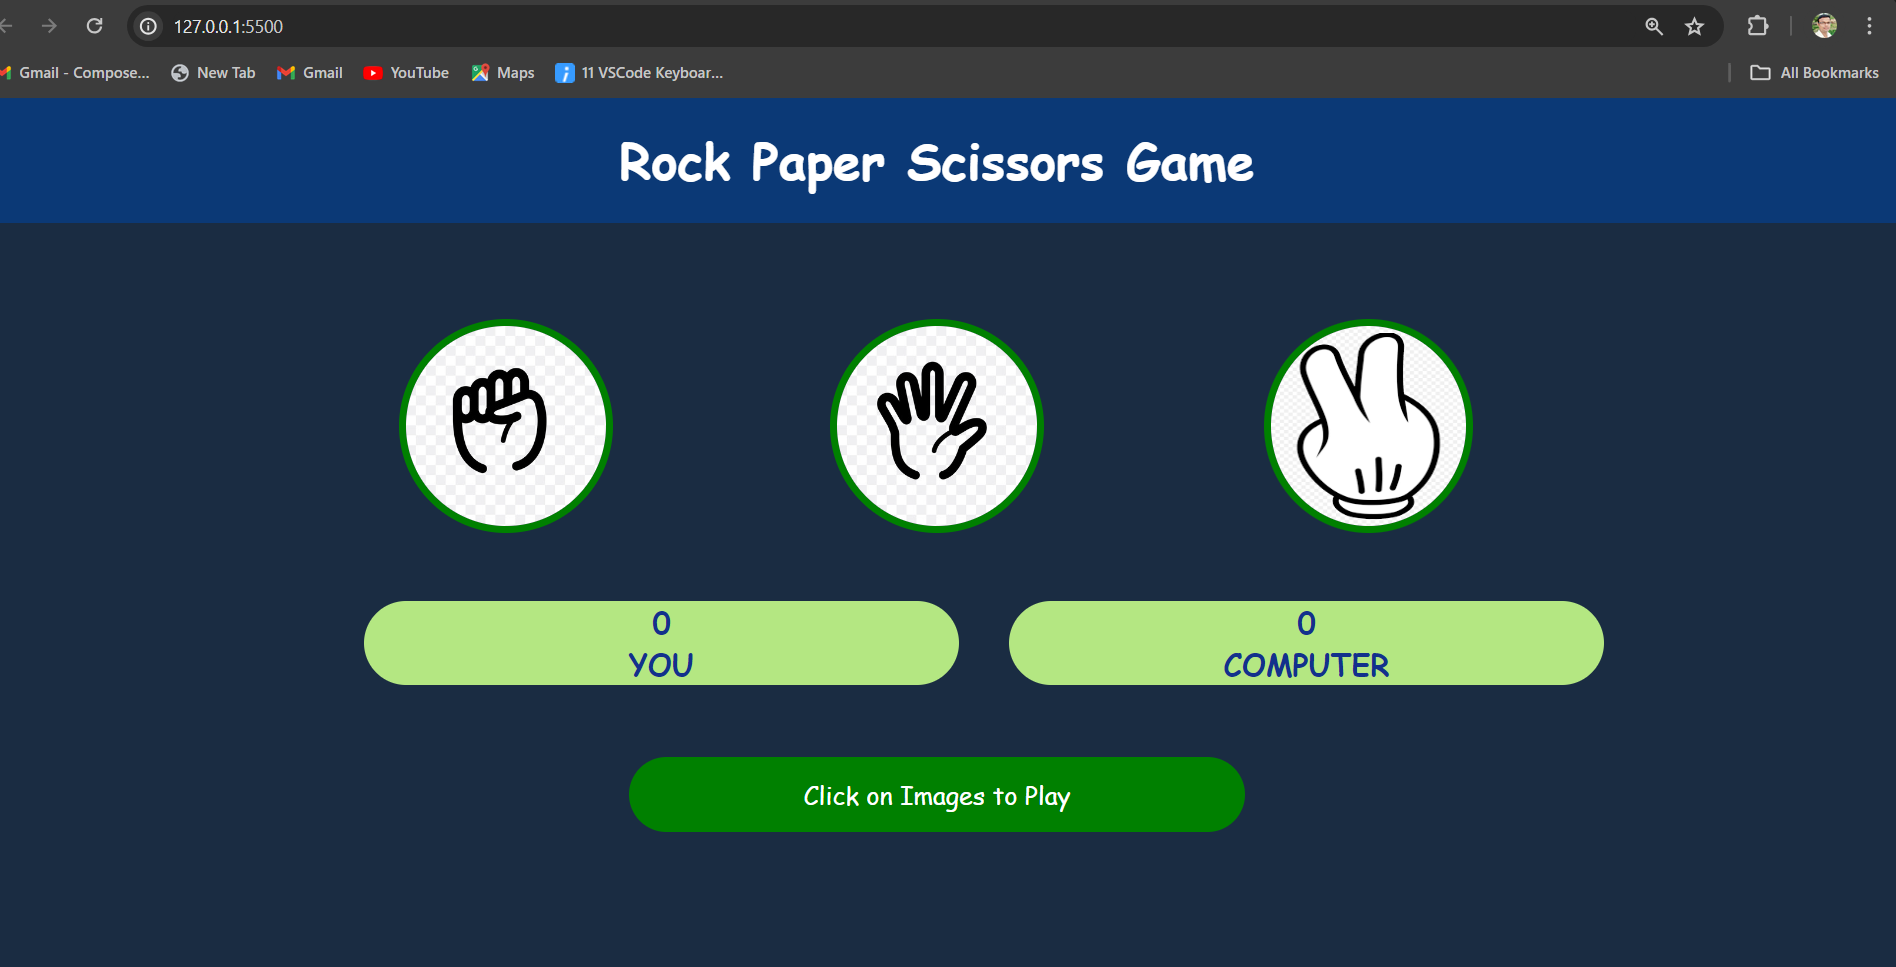 127.0.0.1:5500
Gmail - Compose... New Tab Gmail YouTube Maps 11 VSCode Keyboar... All Bookmarks
Rock Paper Scissors Game
0
YOU
0
COMPUTER
Click on Images to Play